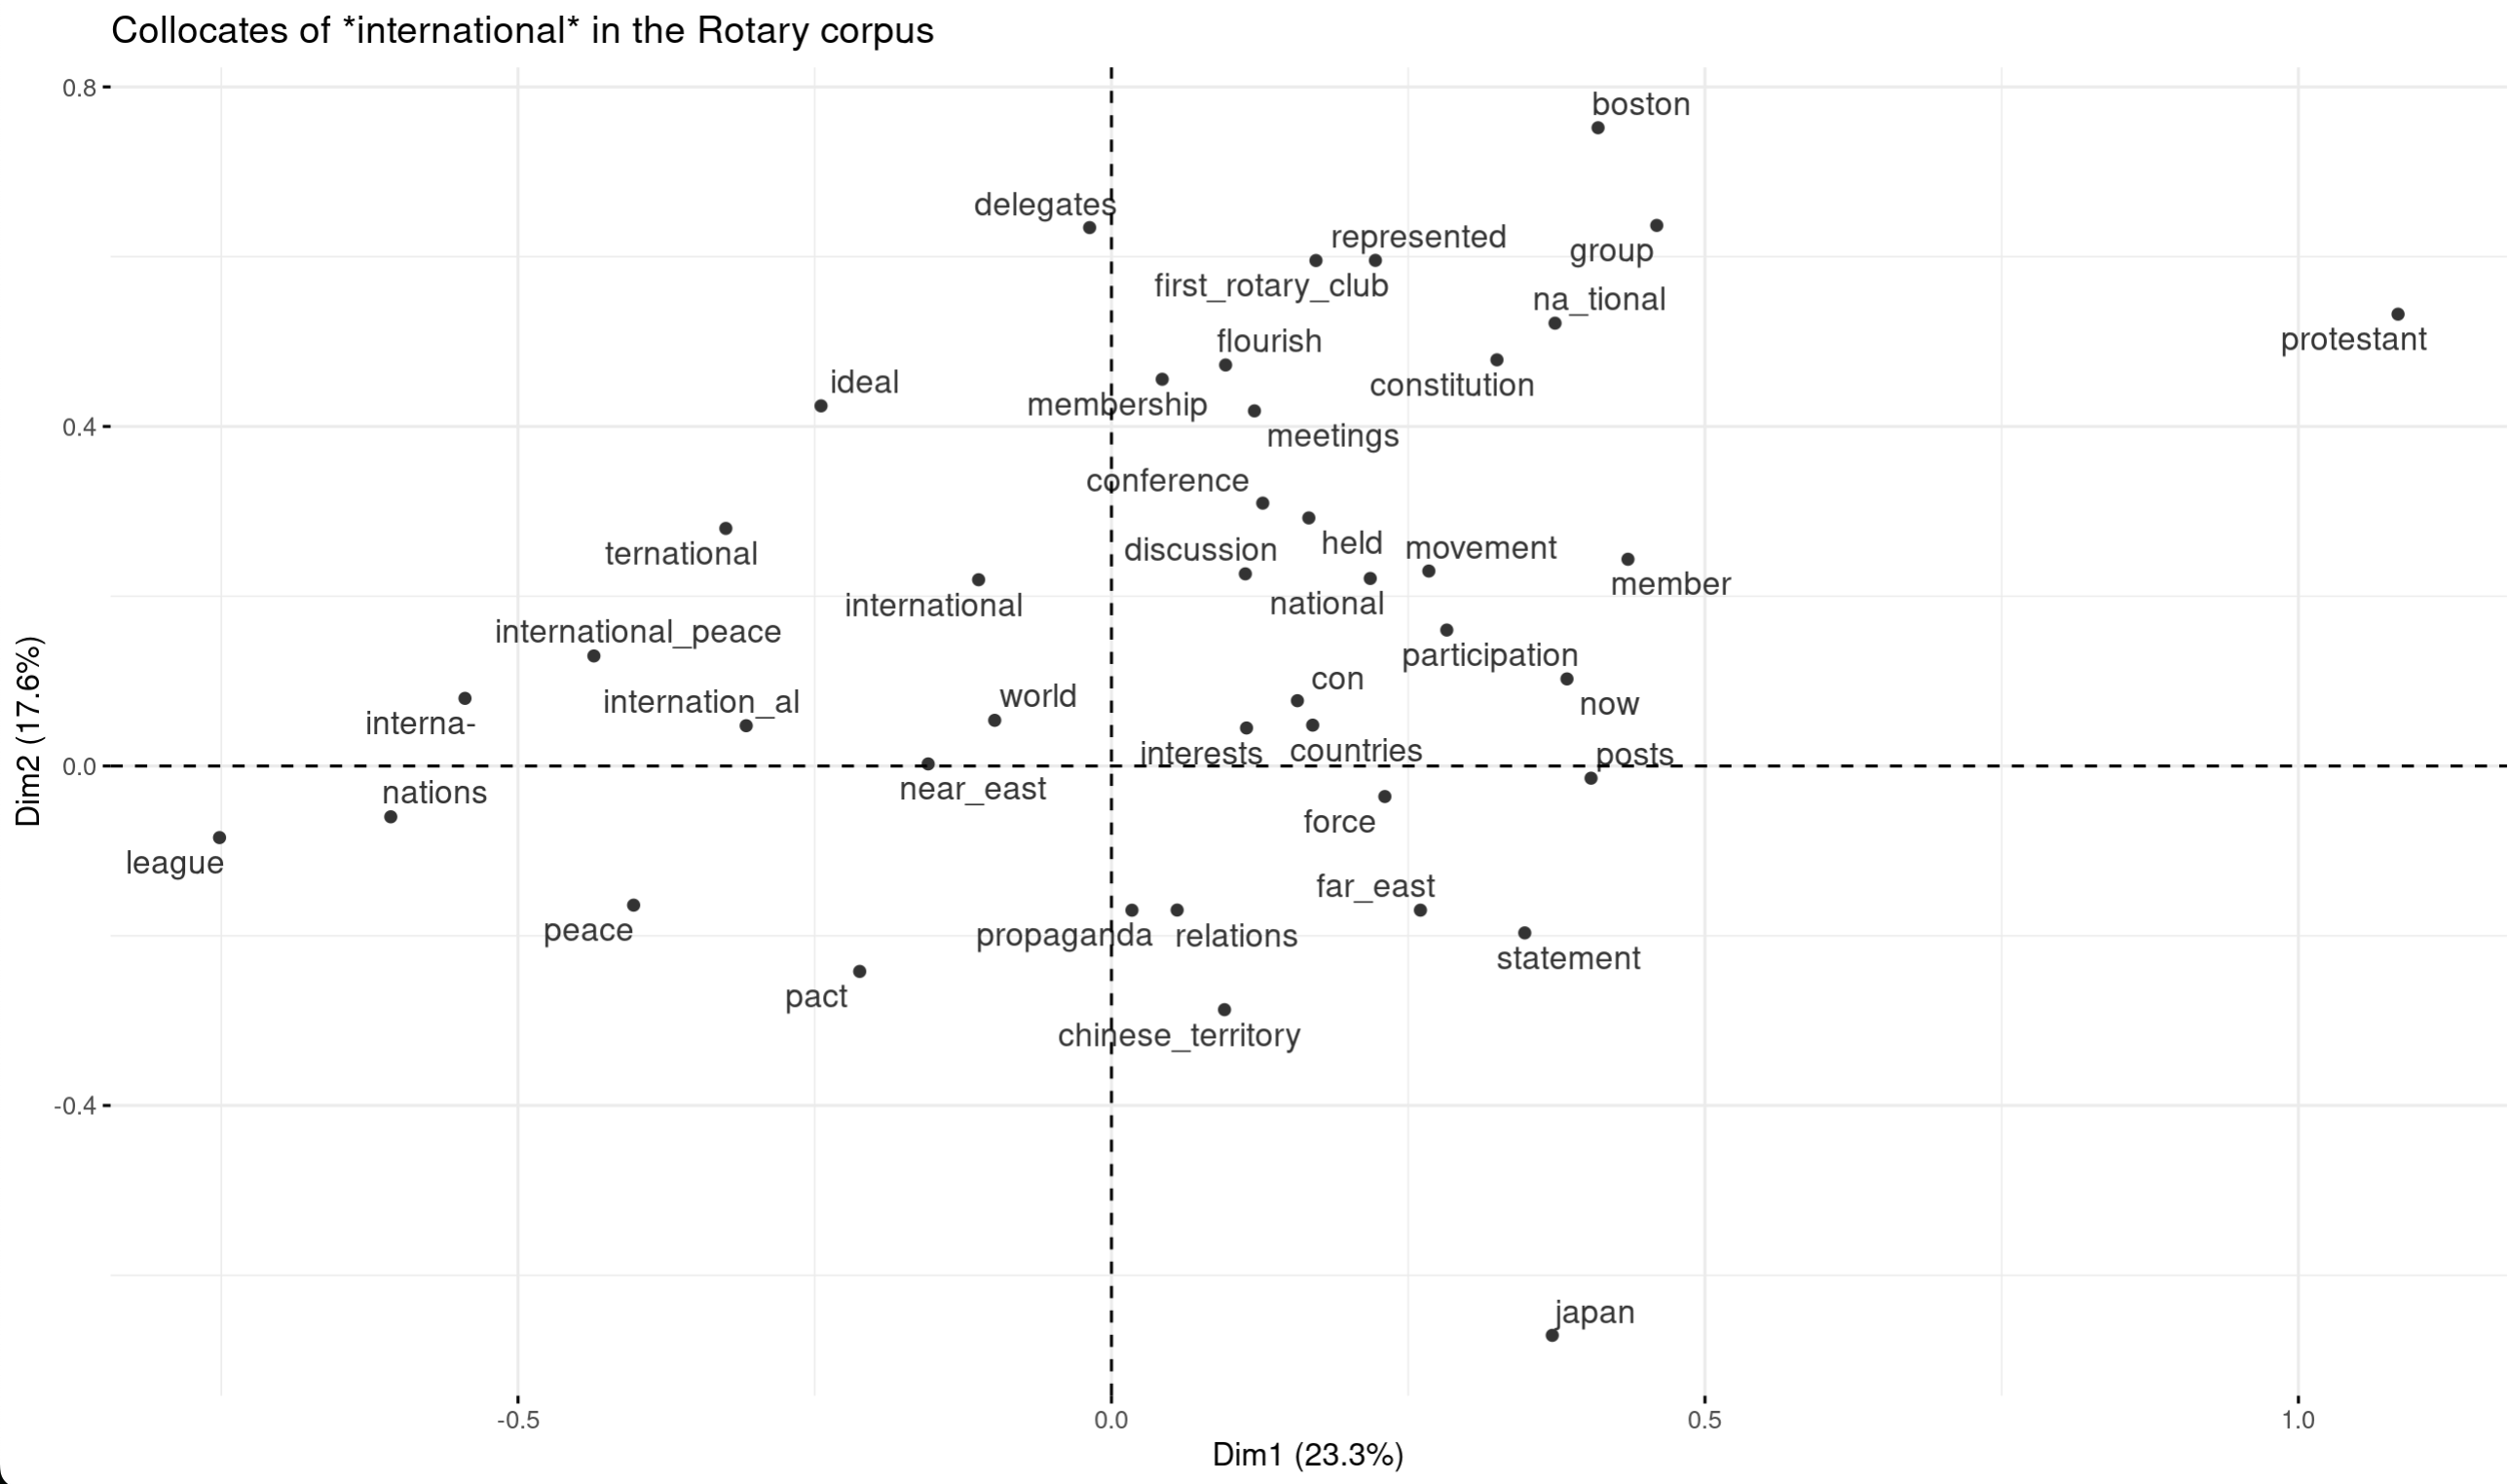 Collocates of *international* in the Rotary corpus
0.8
boston
delegates
represented
group
first_rotary_club
na_tional
protestant
flourish
ideal
constitution
membership
0.4
meetings
conference
ternational
discussion
held
movement
member
international
national
international_peace
participation
con
world
now
internation_al
interna-
interests
countries
posts
0.0
near_east
nations
force
league
far_east
peace
propaganda
relations
statement
pact
chinese_territory
-0.4
japan
-0.5
0.0
0.5
1.0
Dim1 (23.3%)
Dim2 (17.6%)